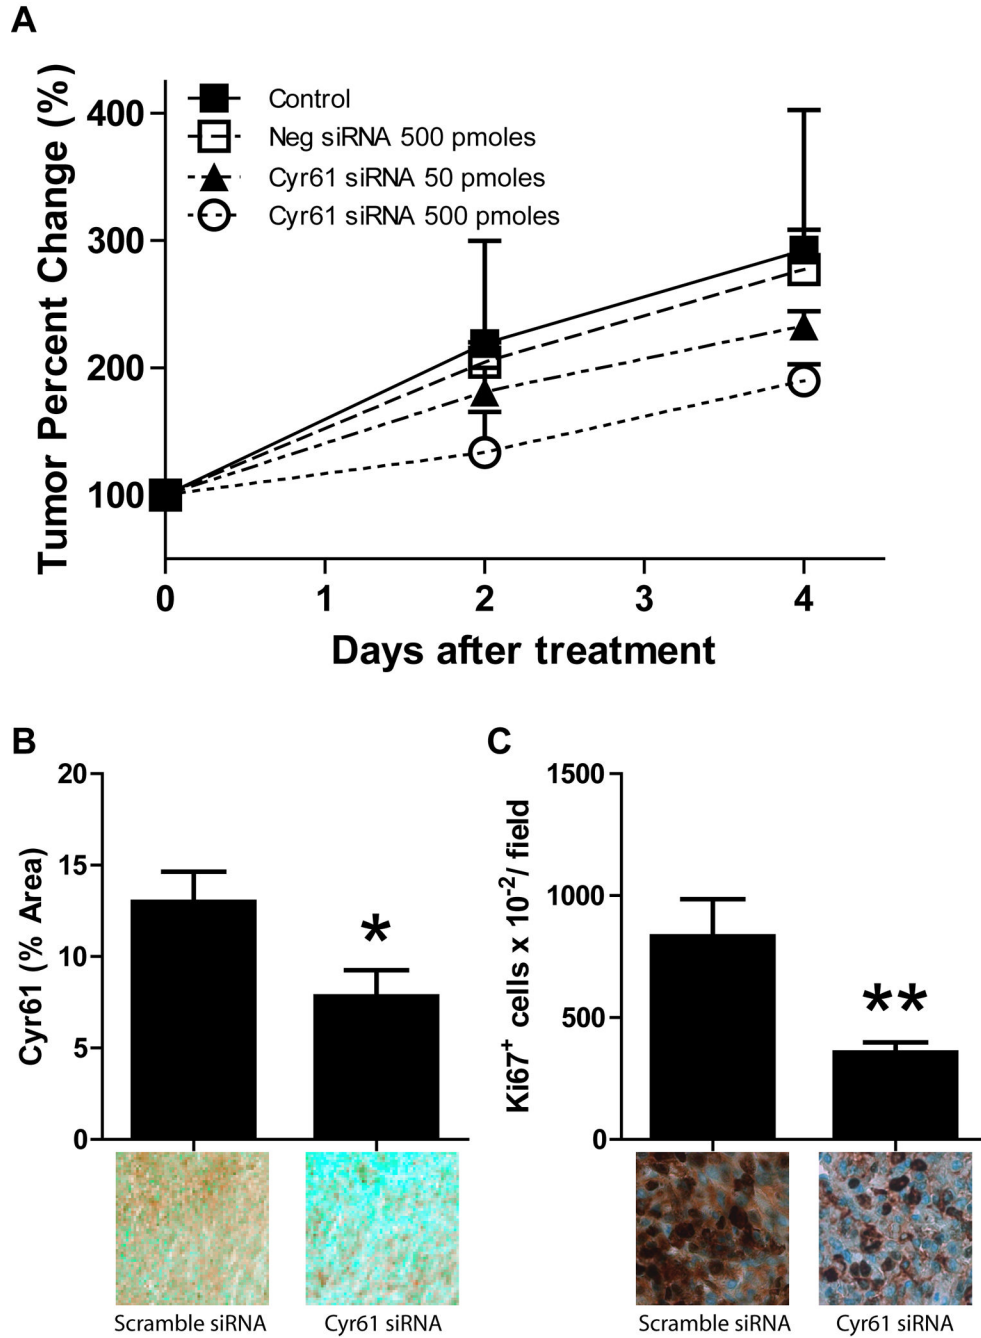 A
Tumor Percent Change (%)
400
300
200
100
Control
Neg siRNA 500 pmoles
Cyr61 siRNA 50 pmoles
Cyr61 siRNA 500 pmoles
0 1 2 3 4
Days after treatment
B
Cyr61 (% Area)
20
15
10
5
0
*
Scramble siRNA Cyr61 siRNA
C
Ki67+ cells x 10-2/ field
1500
1000
500
0
**
Scramble siRNA Cyr61 siRNA